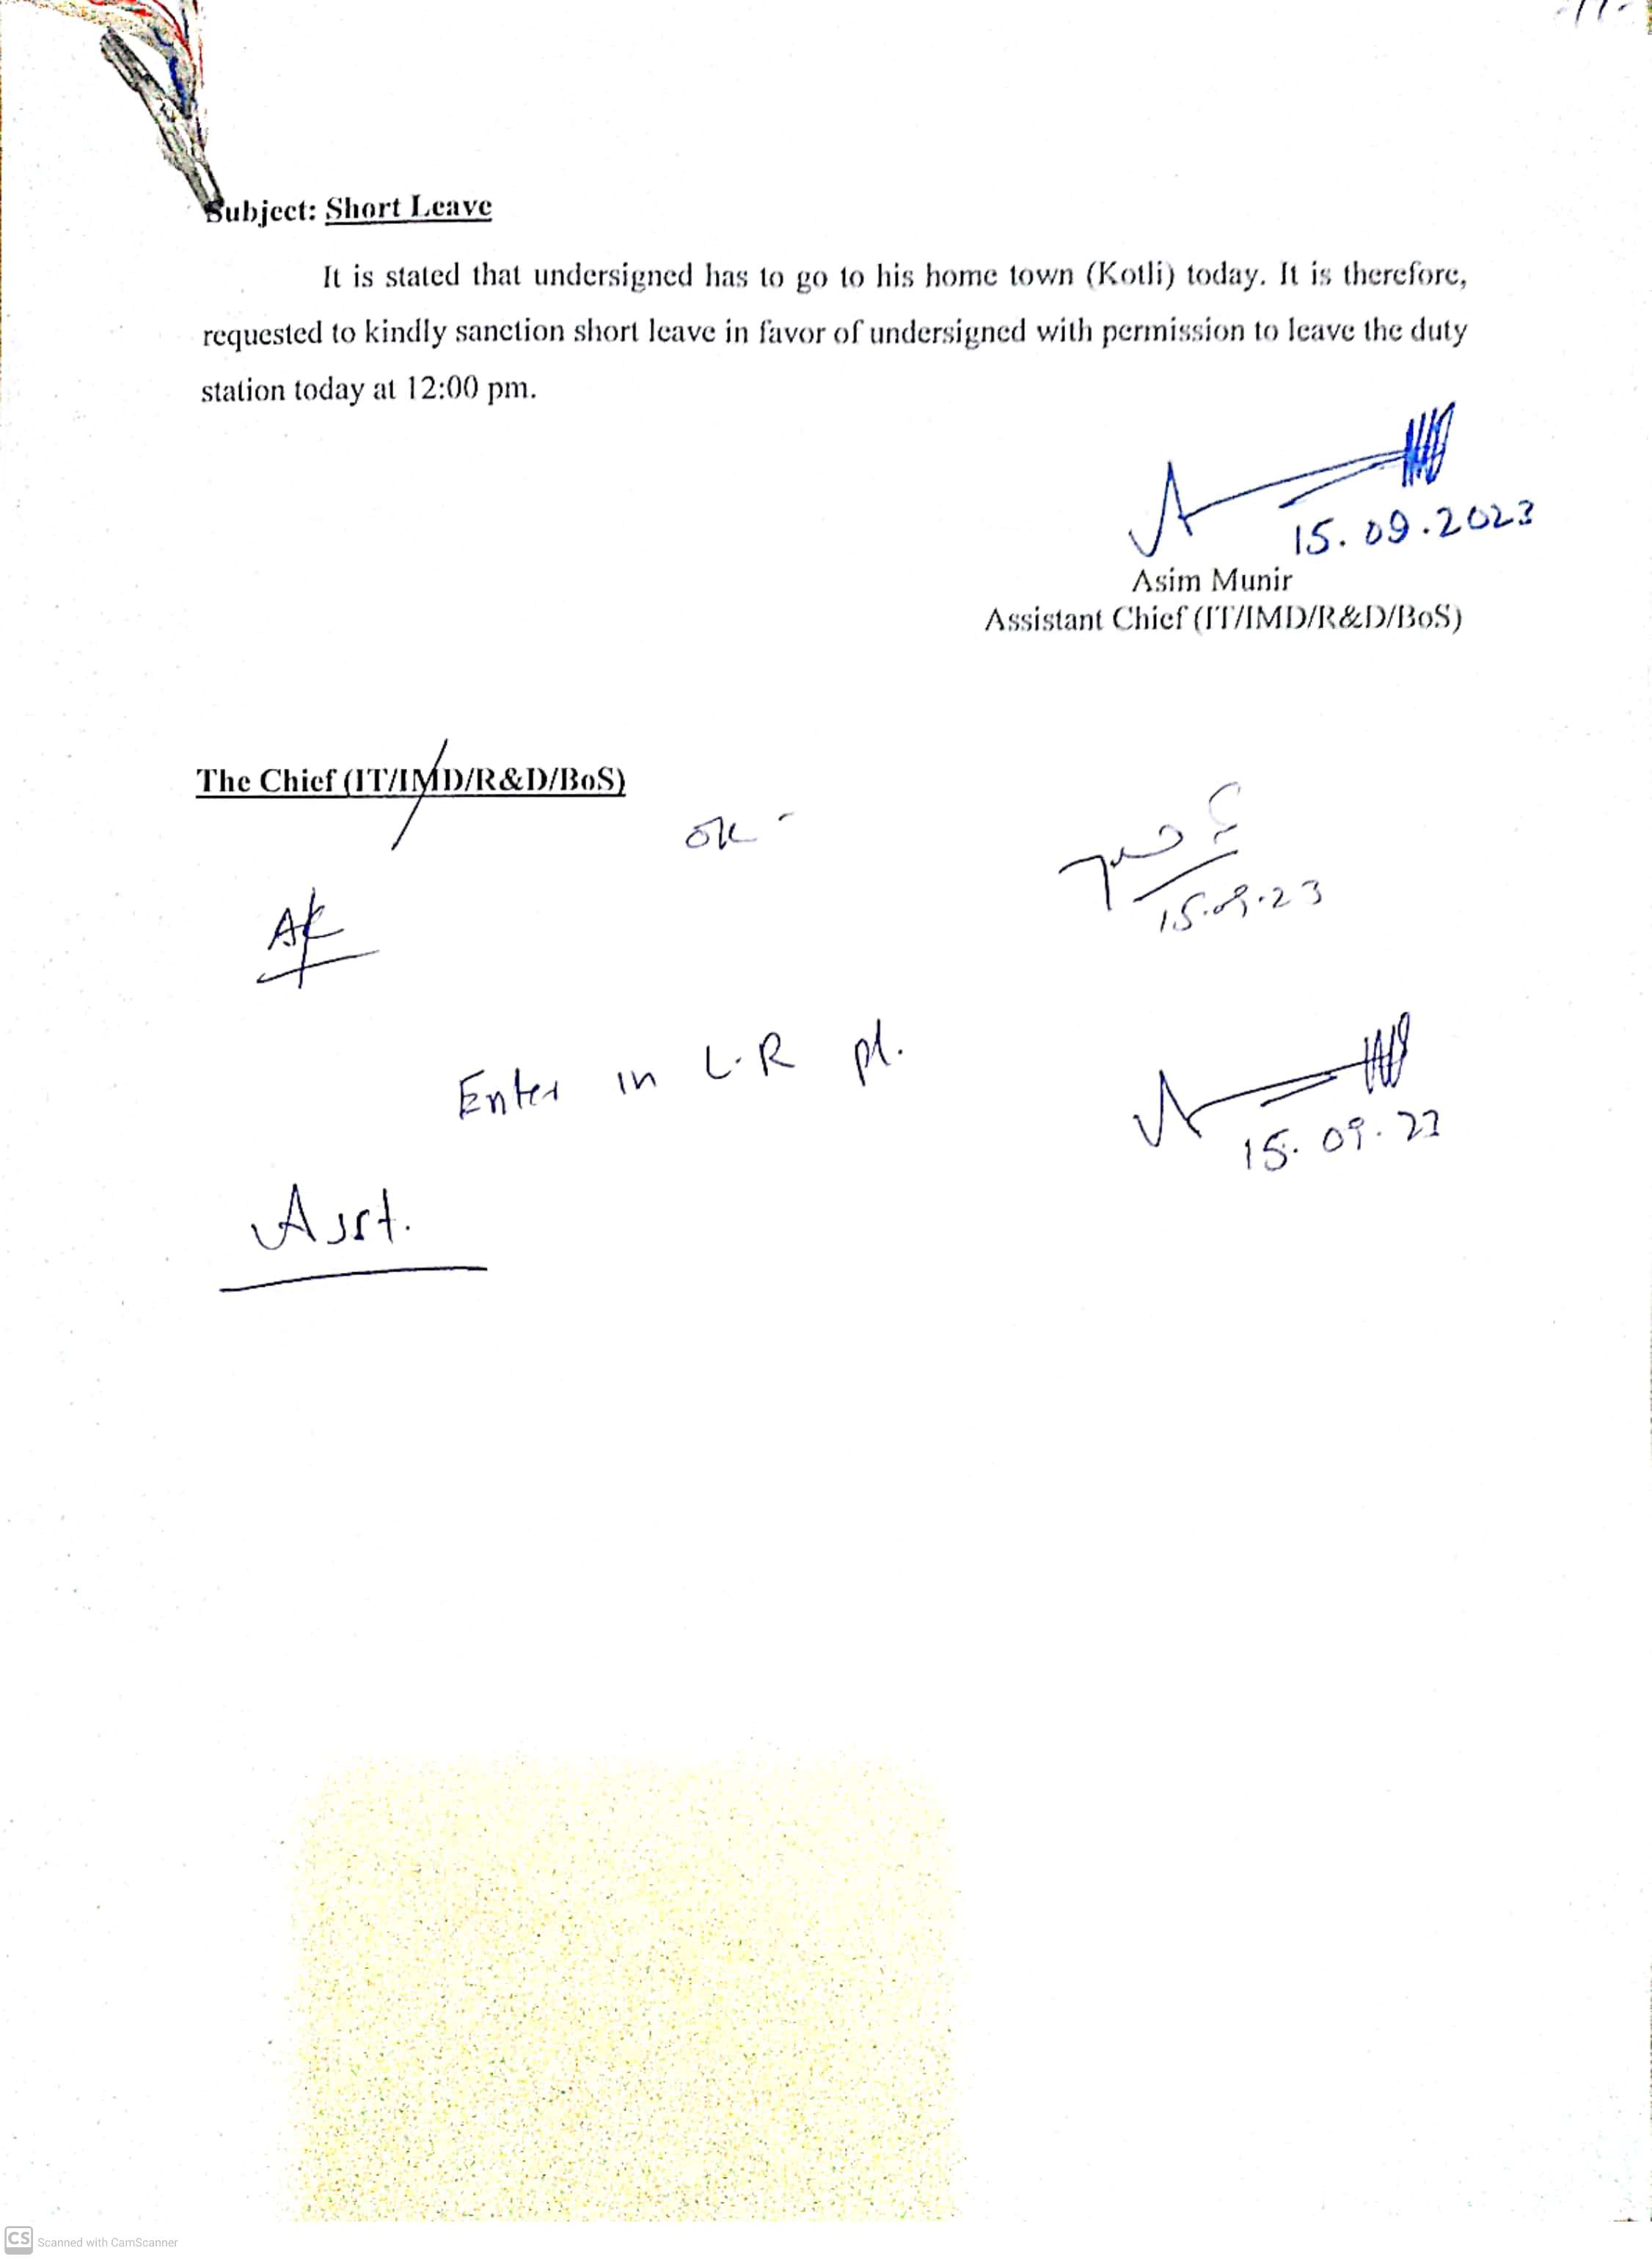 Subject: Short Leave
It is stated that undersigned has to go to his home town (Kotli) today. It is therefore,
requested to kindly sanction short leave in favor of undersigned with permission to leave the duty
station today at 12:00 pm.
15.09.2023
Asim Munir
Assistant Chief (IT/IMD/R&D/BoS)
The Chief (IT/IMD/R&D/BoS)
OK -
15.09.23
Enter in L.R pl.
15.09.23
Asst.
CS Scanned with CamScanner